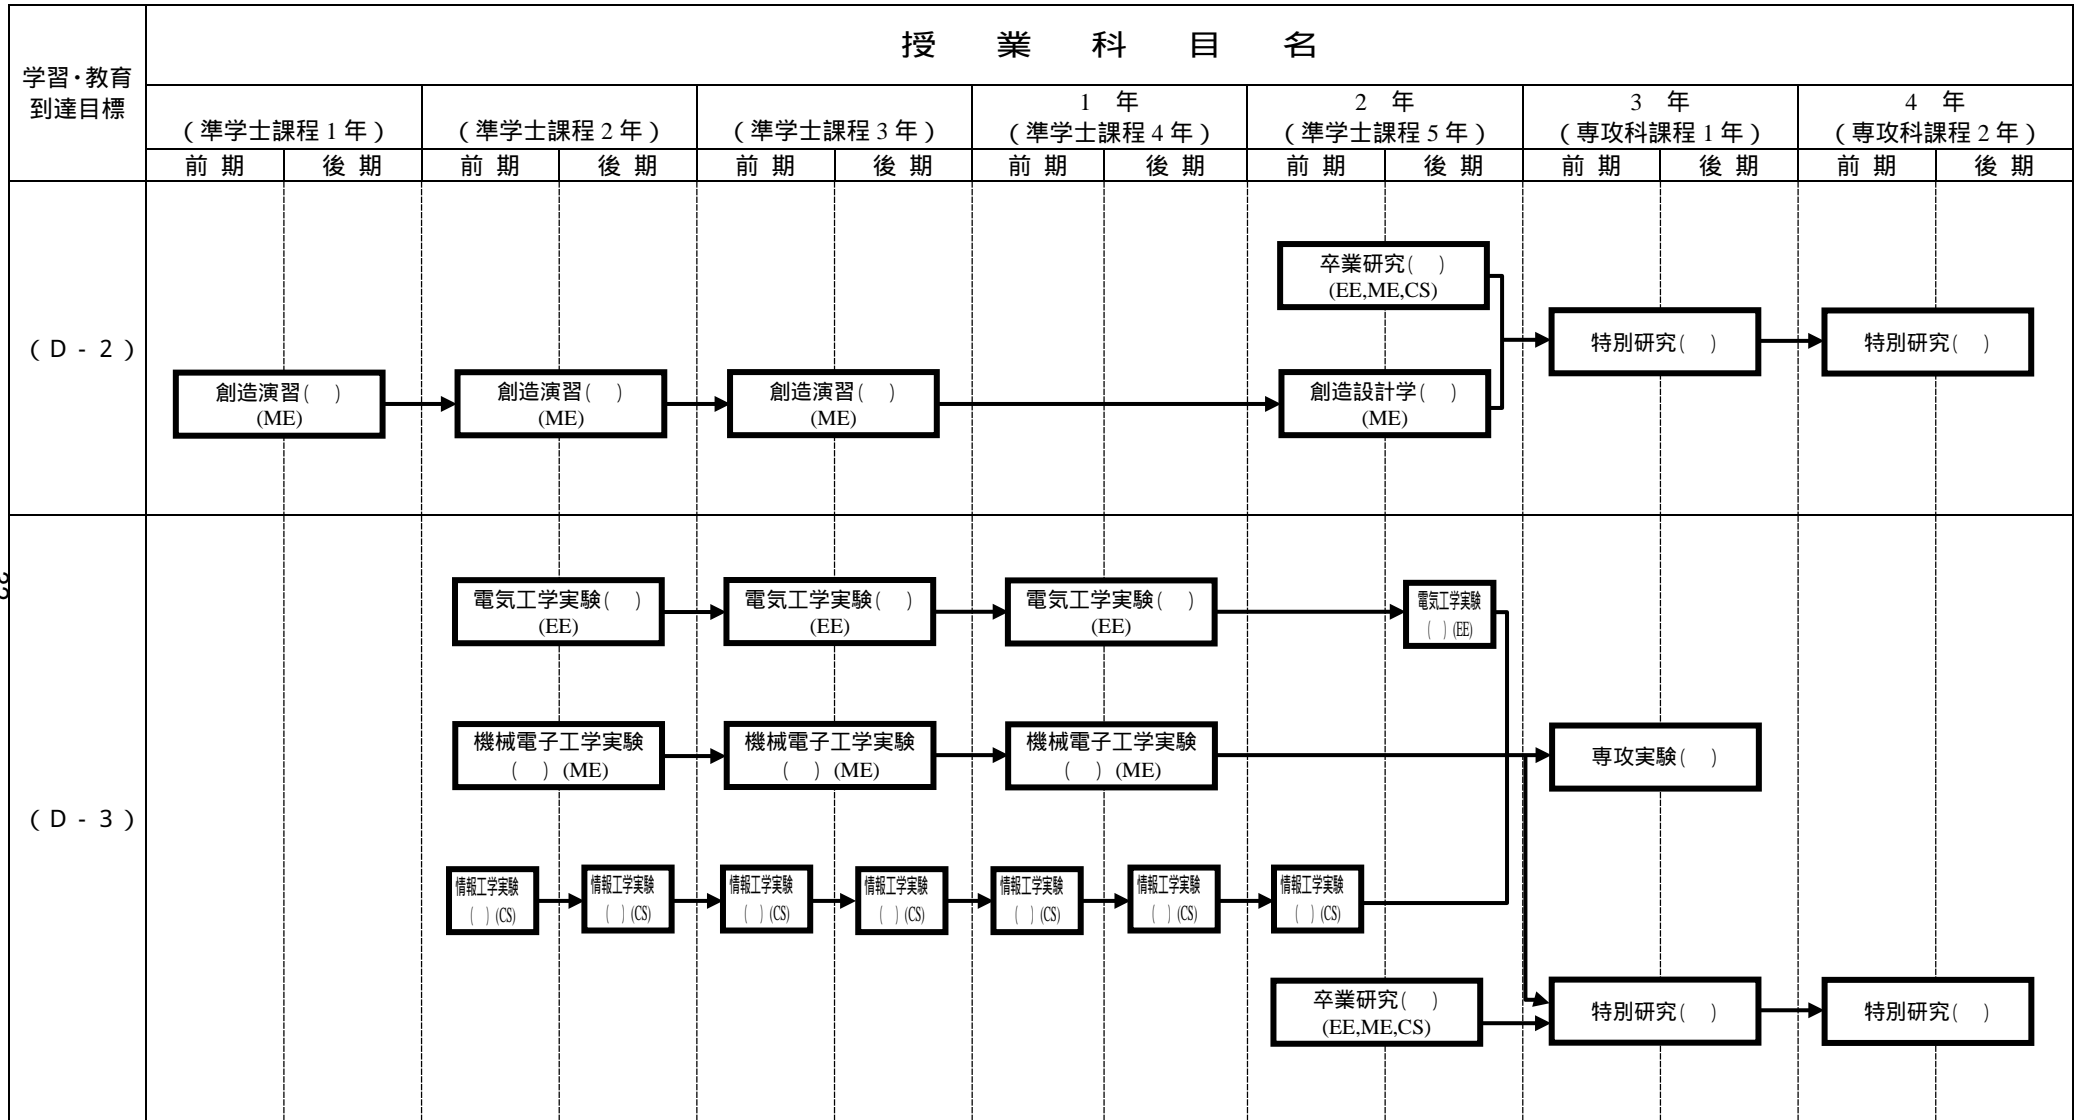 授 業 科 目 名
学習・教育
到達目標
1 年
2 年
3 年
4 年
(準学士課程1年)
(準学士課程2年)
(準学士課程3年)
(準学士課程4年)
(準学士課程5年)
(専攻科課程1年)
(専攻科課程2年)
前 期
後 期
前 期
後 期
前 期
後 期
前 期
後 期
前 期
後 期
前 期
後 期
前 期
後 期
(D-2)
卒業研究( )
(EE,ME,CS)
特別研究( )
特別研究( )
創造演習( )
(ME)
創造演習( )
(ME)
創造演習( )
(ME)
創造設計学( )
(ME)
(D-3)
電気工学実験( )
(EE)
電気工学実験( )
(EE)
電気工学実験( )
(EE)
電気工学実験
( ) (EE)
機械電子工学実験
( ) (ME)
機械電子工学実験
( ) (ME)
機械電子工学実験
( ) (ME)
専攻実験( )
情報工学実験
( ) (CS)
情報工学実験
( ) (CS)
情報工学実験
( ) (CS)
情報工学実験
( ) (CS)
情報工学実験
( ) (CS)
情報工学実験
( ) (CS)
情報工学実験
( ) (CS)
卒業研究( )
(EE,ME,CS)
特別研究( )
特別研究( )